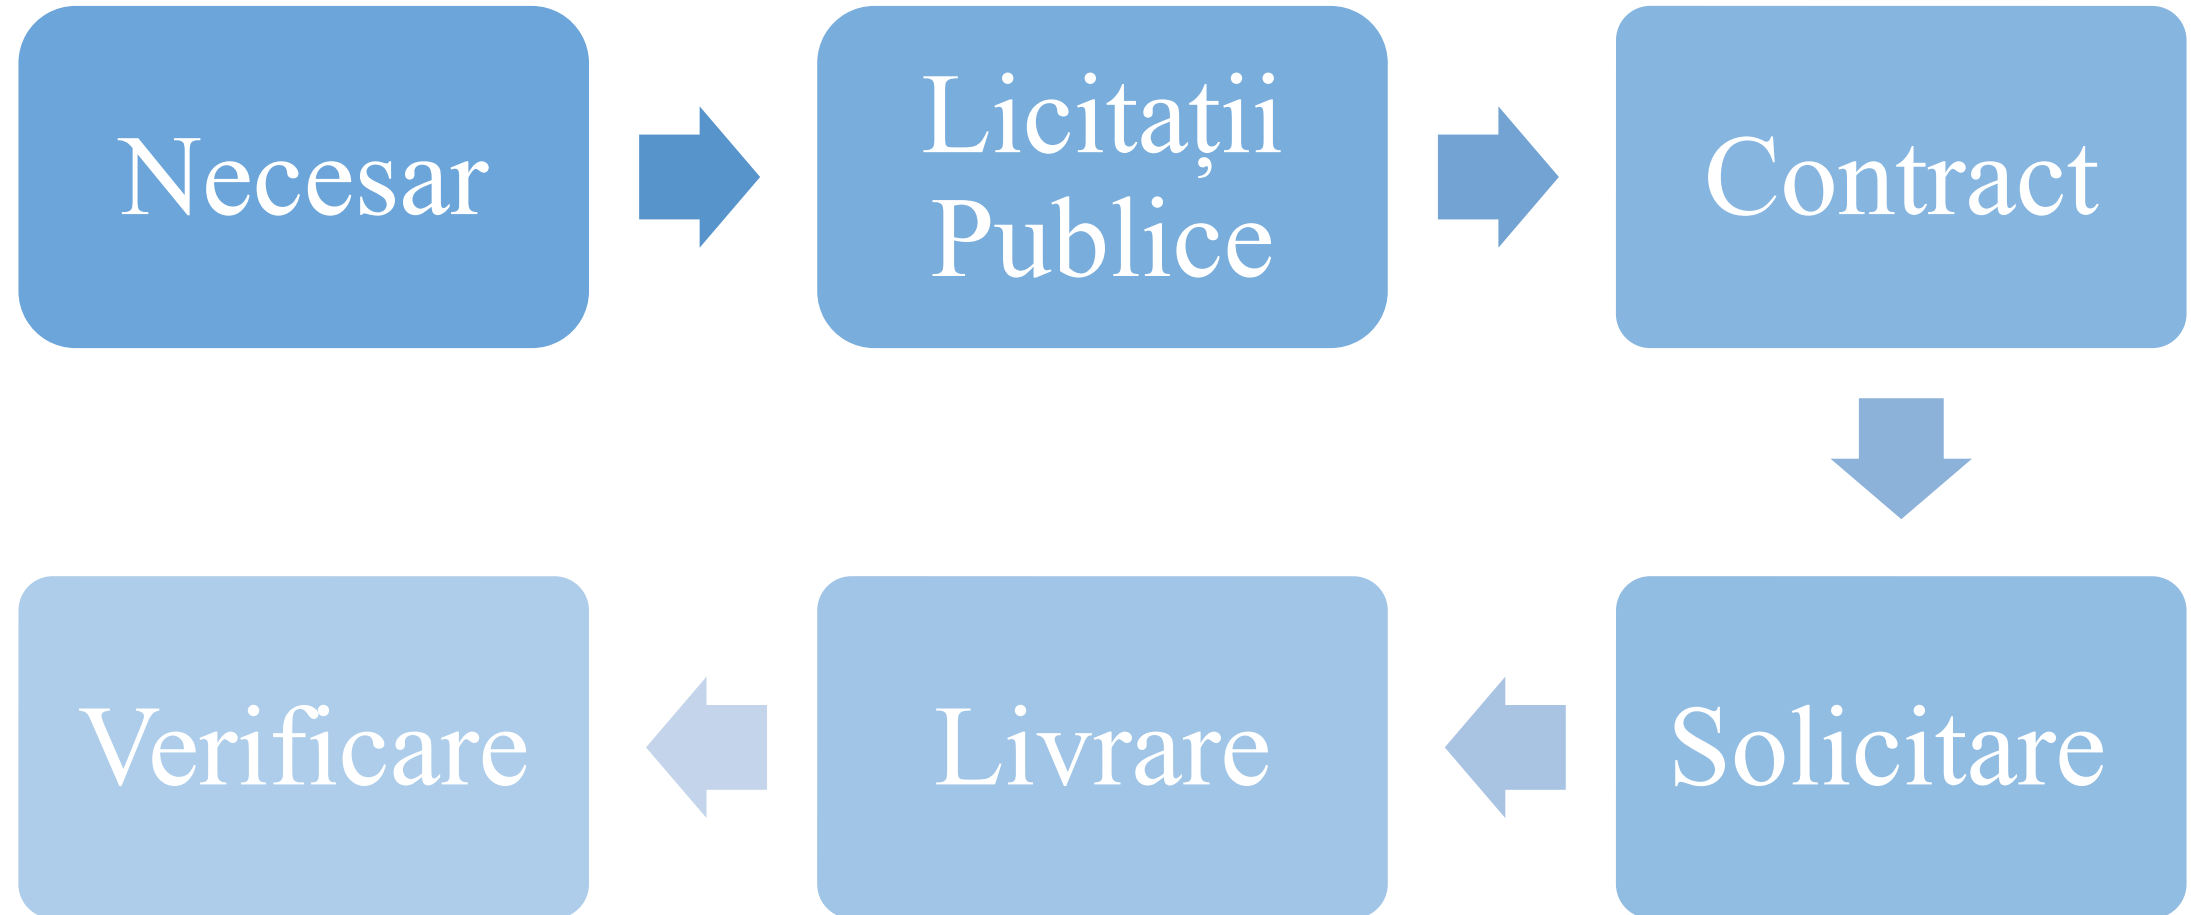 Necesar
Licitații
Publice
Contract
Solicitare
Livrare
Verificare